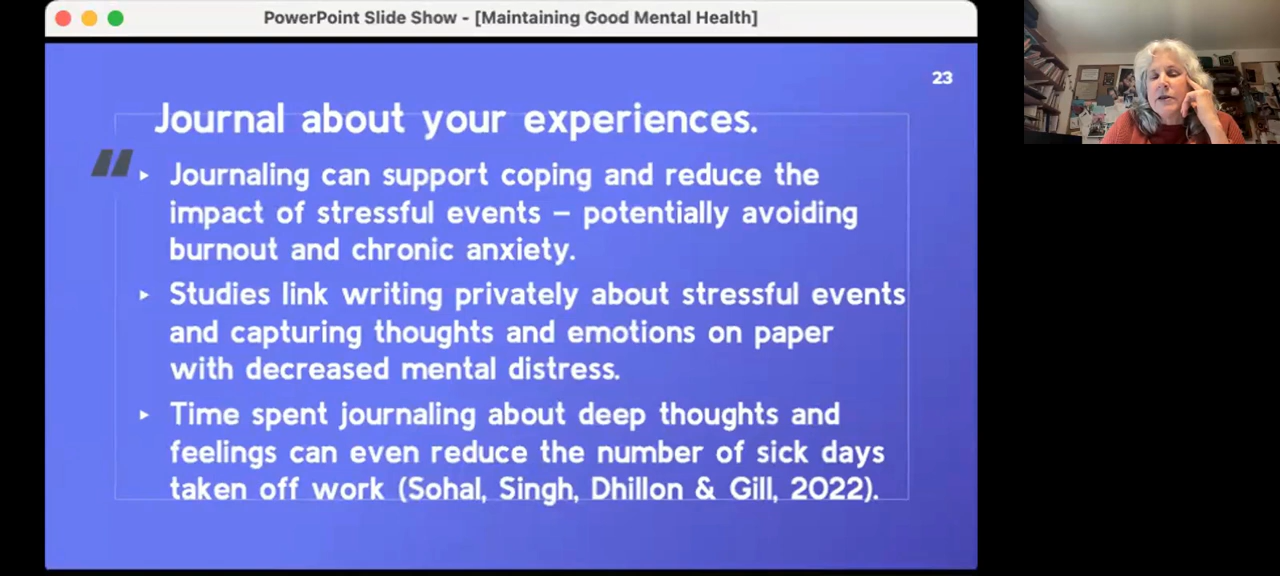 PowerPoint Slide Show - [Maintaining Good Mental Health]
23
Journal about your experiences.
“
▸ Journaling can support coping and reduce the
impact of stressful events – potentially avoiding
burnout and chronic anxiety.
▸ Studies link writing privately about stressful events
and capturing thoughts and emotions on paper
with decreased mental distress.
▸ Time spent journaling about deep thoughts and
feelings can even reduce the number of sick days
taken off work (Sohal, Singh, Dhillon & Gill, 2022).